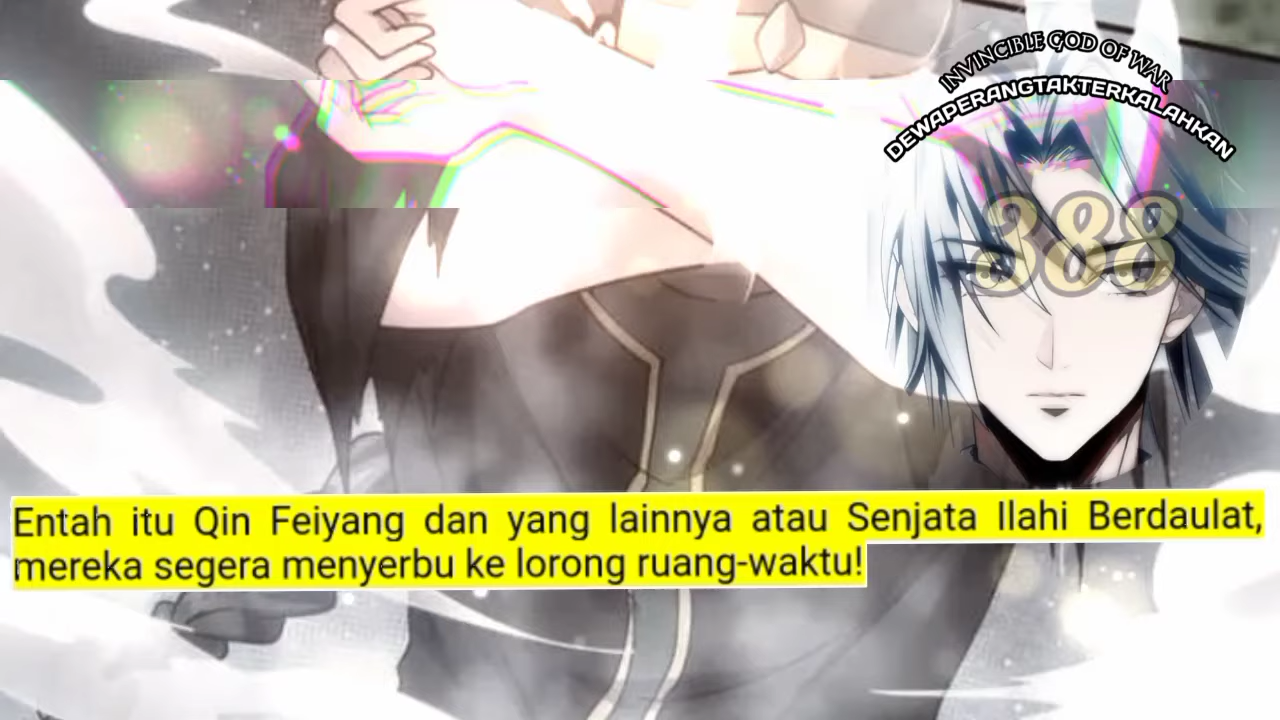 INVINCIBLE GOD OF WAR
DEWAPERANGTAKTERKALAHKAN
388
Entah itu Qin Feiyang dan yang lainnya atau Senjata Ilahi Berdaulat,
mereka segera menyerbu ke lorong ruang-waktu!